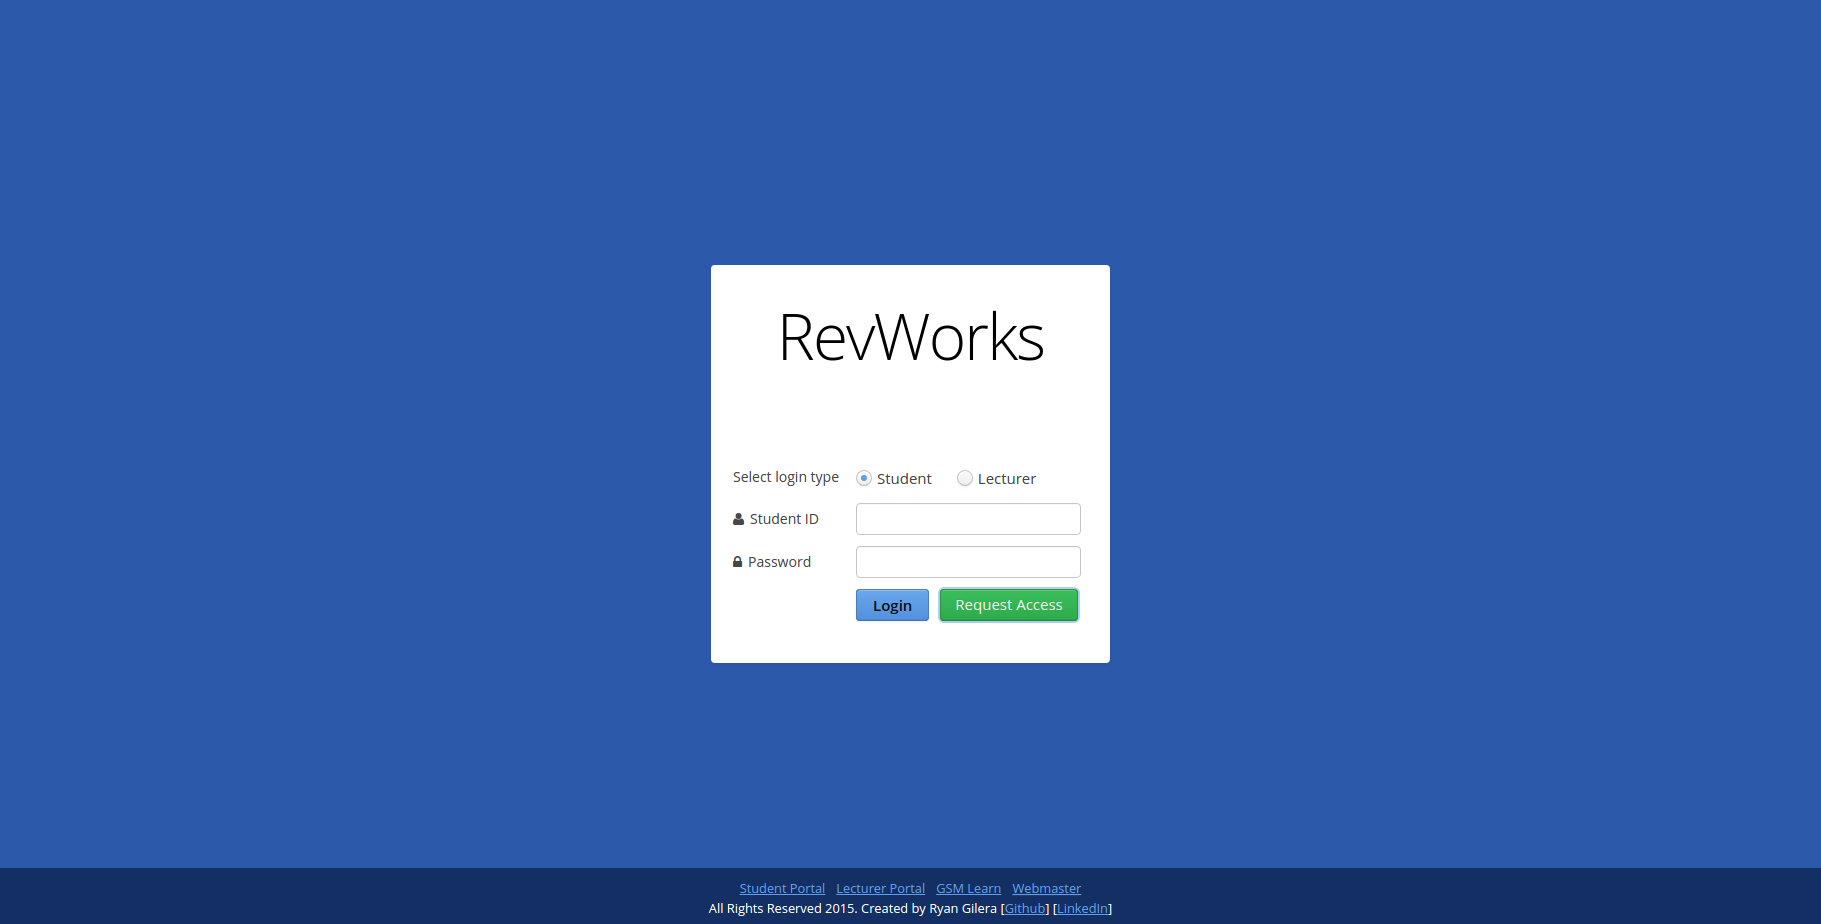 RevWorks
Select login type Student Lecturer
Student ID
Password
Login Request Access
Student Portal Lecturer Portal GSM Learn Webmaster
All Rights Reserved 2015. Created by Ryan Gilera [Github] [LinkedIn]